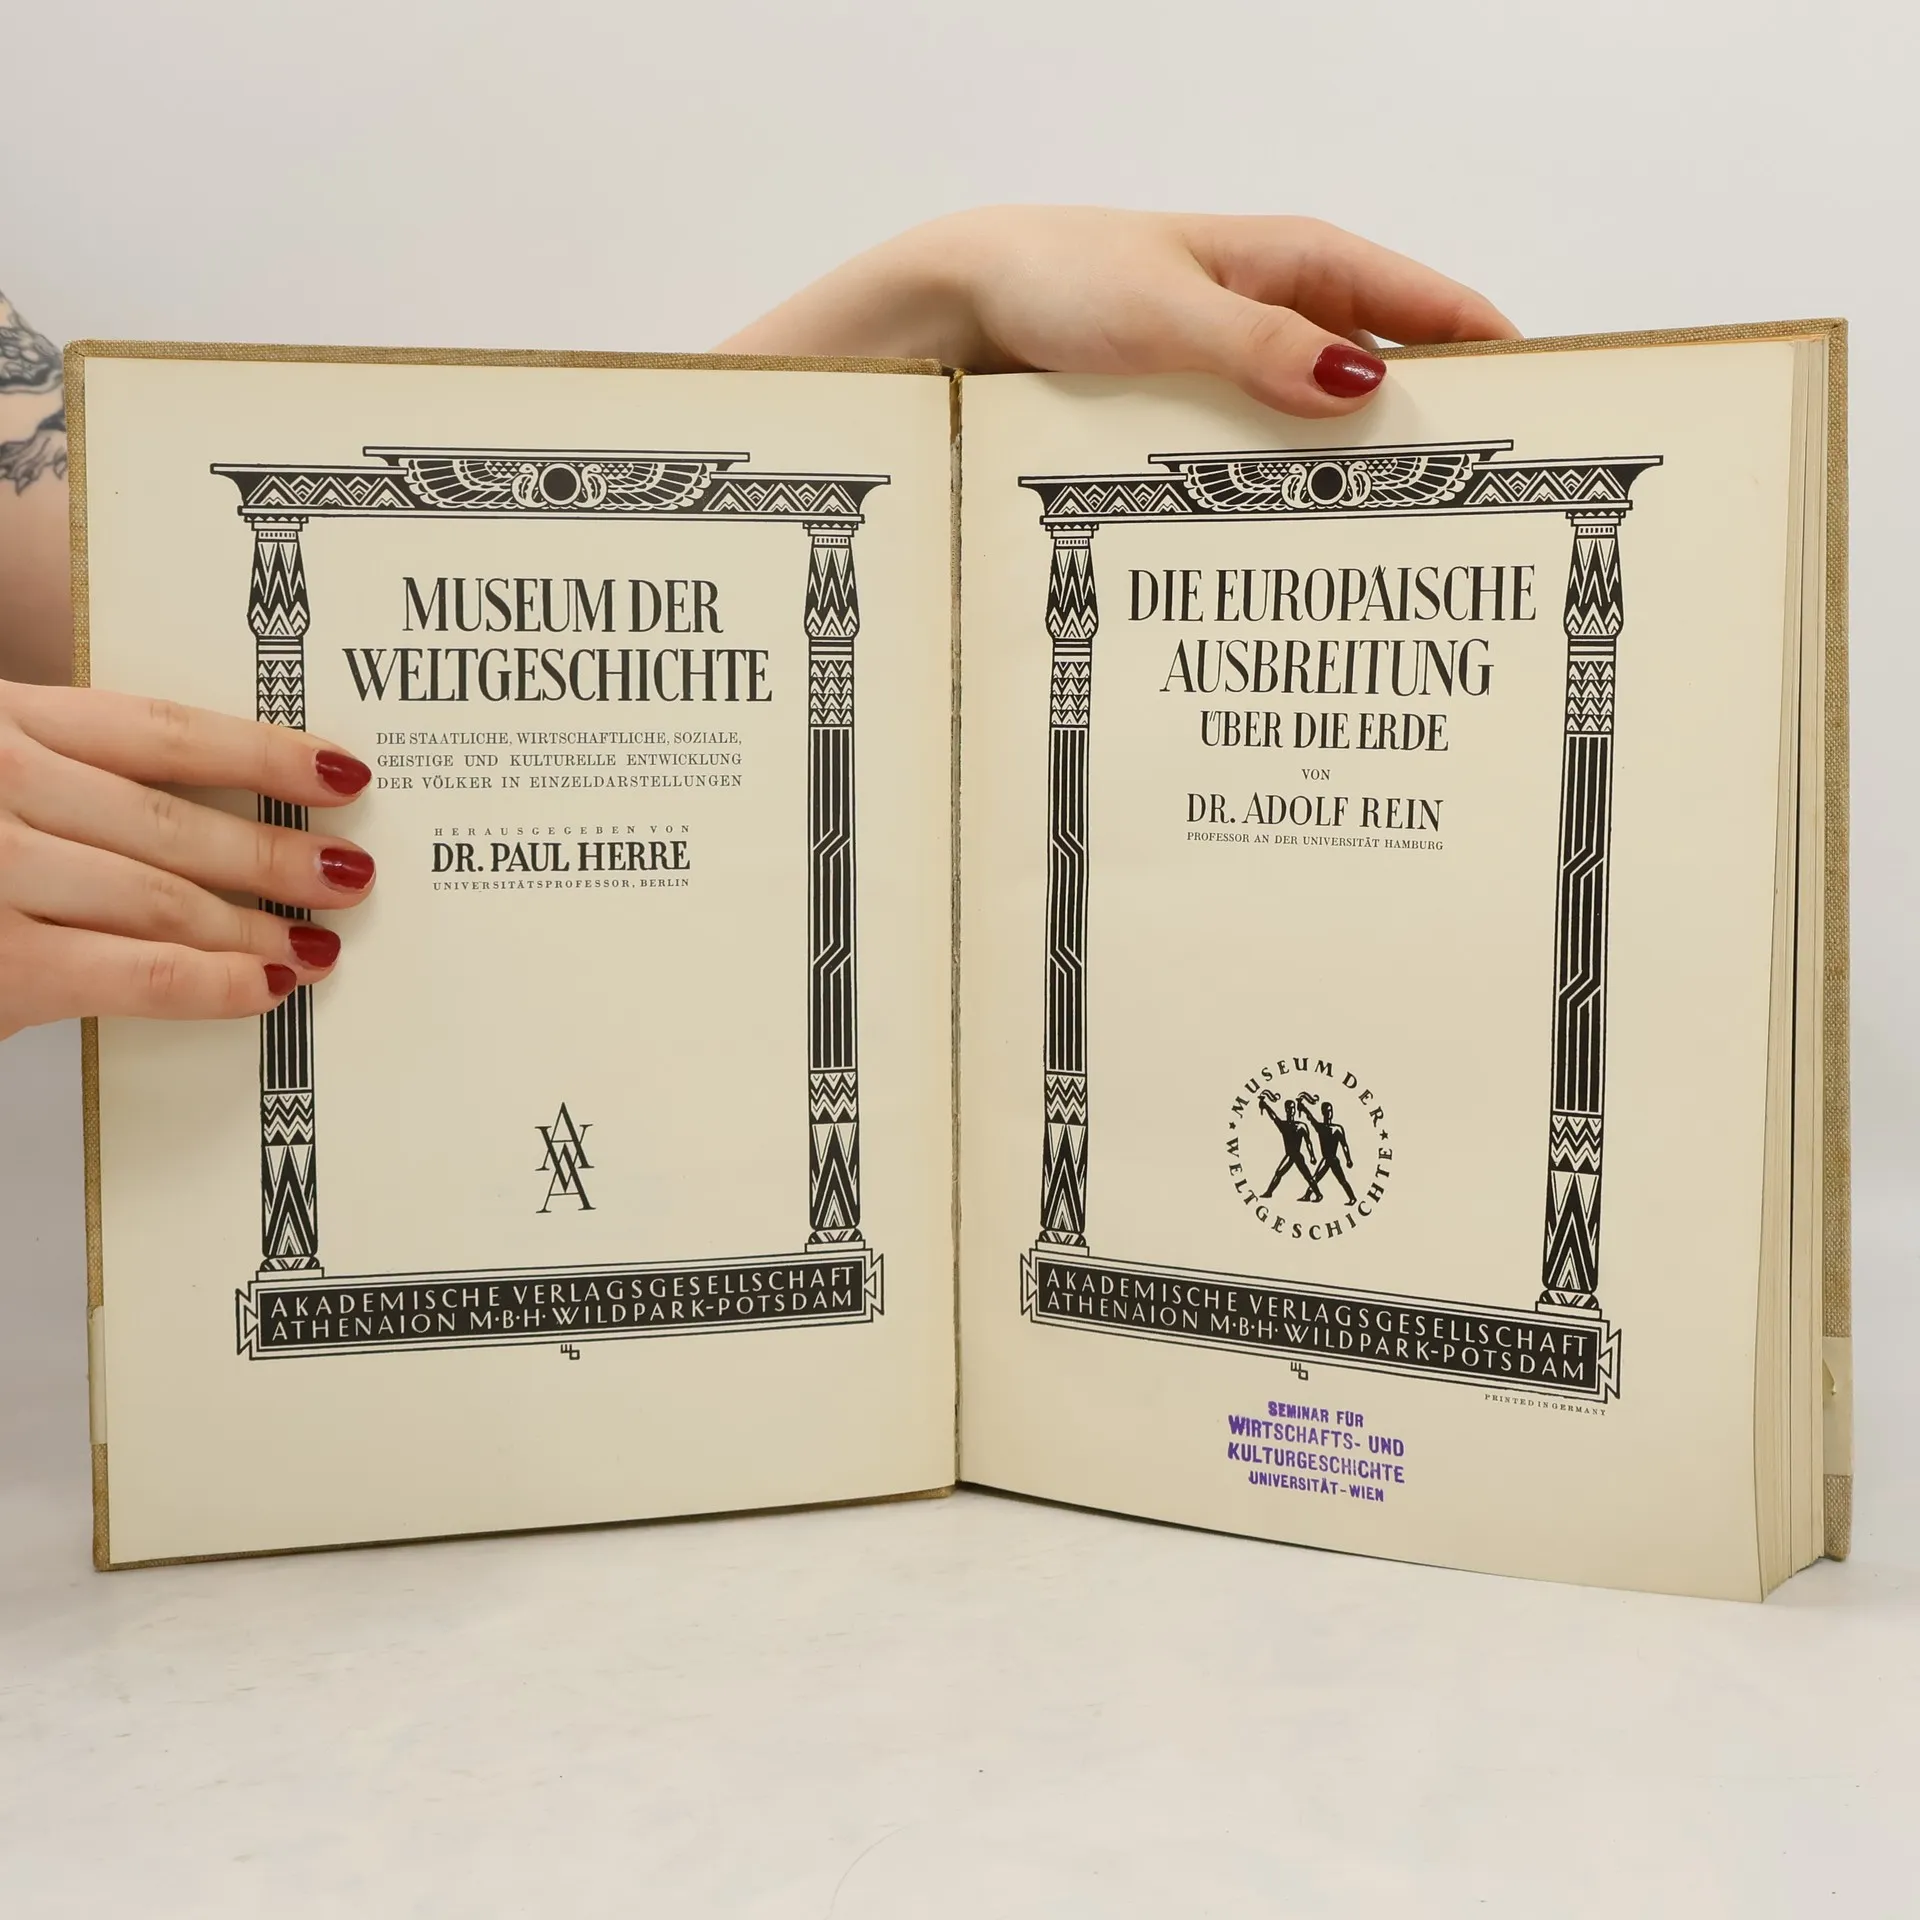 MUSEUM DER
WELTGESCHICHTE
DIE STAATLICHE, WIRTSCHAFTLICHE, SOZIALE,
GEISTIGE UND KULTURELLE ENTWICKLUNG
DER VÖLKER IN EINZELDARSTELLUNGEN
HERAUSGEGEBEN VON
DR. PAUL HERRE
UNIVERSITÄTSPROFESSOR, BERLIN
AKADEMISCHE VERLAGSGESELLSCHAFT
ATHENAION M·B·H· WILDPARK-POTSDAM
DIE EUROPÄISCHE
AUSBREITUNG
ÜBER DIE ERDE
VON
DR. ADOLF REIN
PROFESSOR AN DER UNIVERSITÄT HAMBURG
MUSEUM DER
WELTGESCHICHTE
AKADEMISCHE VERLAGSGESELLSCHAFT
ATHENAION M·B·H· WILDPARK-POTSDAM
PRINTED IN GERMANY
SEMINAR FÜR
WIRTSCHAFTS- UND
KULTURGESCHICHTE
UNIVERSITÄT-WIEN